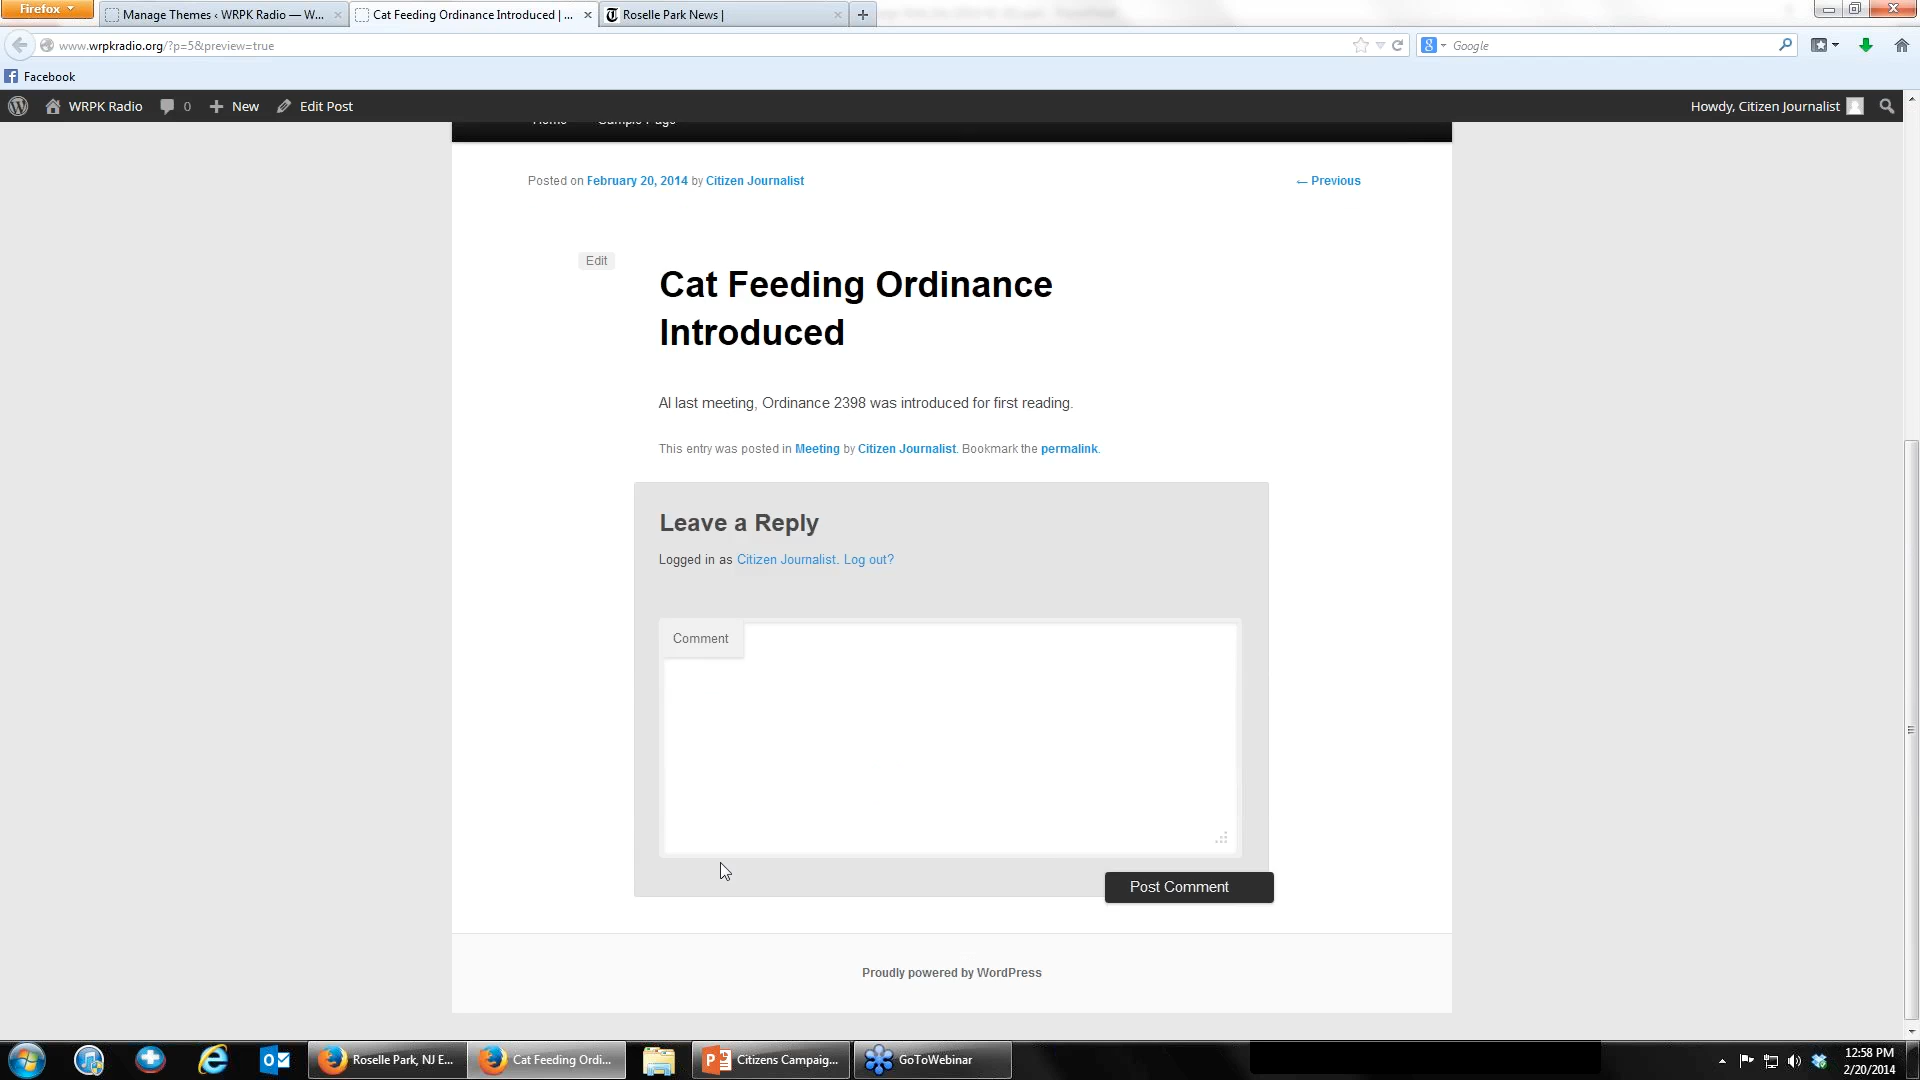 Firefox
Manage Themes ‹ WRPK Radio — W...
Cat Feeding Ordinance Introduced | ...
Roselle Park News |
www.wrpkradio.org/?p=5&preview=true
Google
Facebook
WRPK Radio
0
New
Edit Post
Howdy, Citizen Journalist
Home
Sample Page
Posted on February 20, 2014 by Citizen Journalist
← Previous
Edit
Cat Feeding Ordinance
Introduced
Al last meeting, Ordinance 2398 was introduced for first reading.
This entry was posted in Meeting by Citizen Journalist. Bookmark the permalink.
Leave a Reply
Logged in as Citizen Journalist. Log out?
Comment
Post Comment
Proudly powered by WordPress
Roselle Park, NJ E...
Cat Feeding Ordi...
Citizens Campaig...
GoToWebinar
12:58 PM
2/20/2014